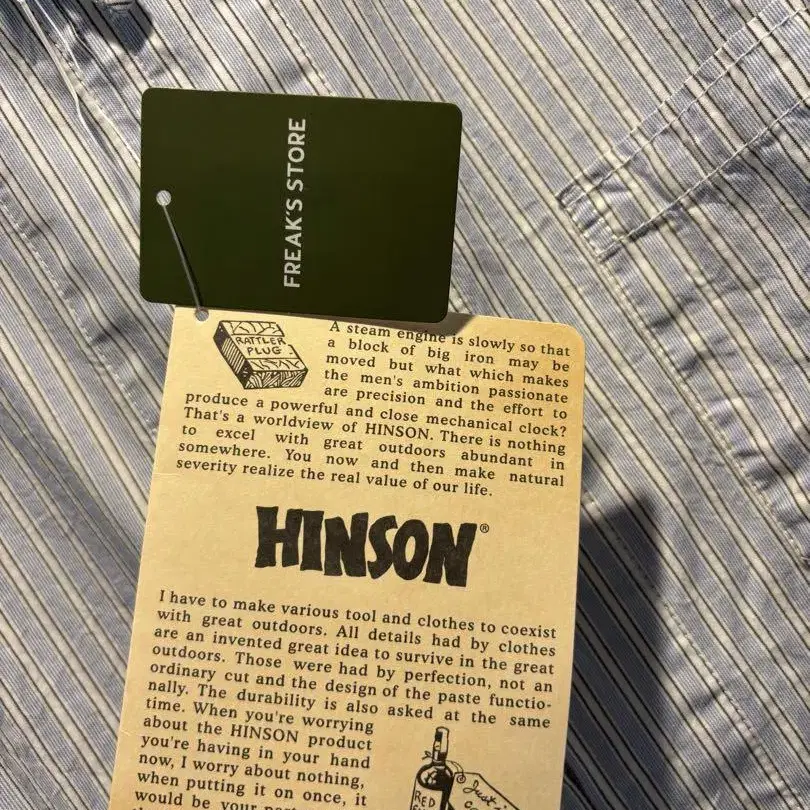 FREAK'S STORE
RATTLER
PLUG
A steam engine is slowly so that
a block of big iron may be
moved but what which makes
the men's ambition passionate
are precision and the effort to
produce a powerful and close mechanical clock?
That's a worldview of HINSON. There is nothing
to excel with great outdoors abundant in
somewhere. You now and then make natural
severity realize the real value of our life.
HINSON®
I have to make various tool and clothes to coexist
with great outdoors. All details had by clothes
are an invented great idea to survive in the great
outdoors. Those were had by perfection, not an
ordinary cut and the design of the paste functio-
nally. The durability is also asked at the same
time. When you're worrying
about the HINSON product
you're having in your hand
now, I worry about nothing,
when putting it on once, it
would be your
RED
Just